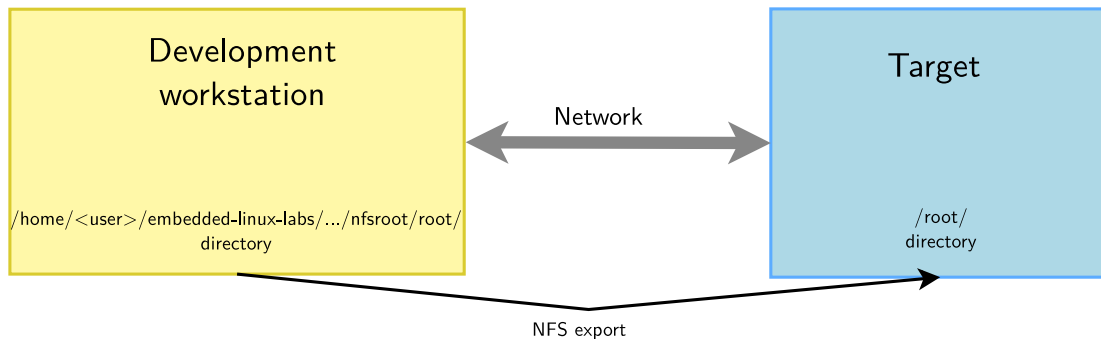 Development
workstation
/home/<user>/embedded-linux-labs/.../nfsroot/root/
directory
Network
Target
/root/
directory
NFS export